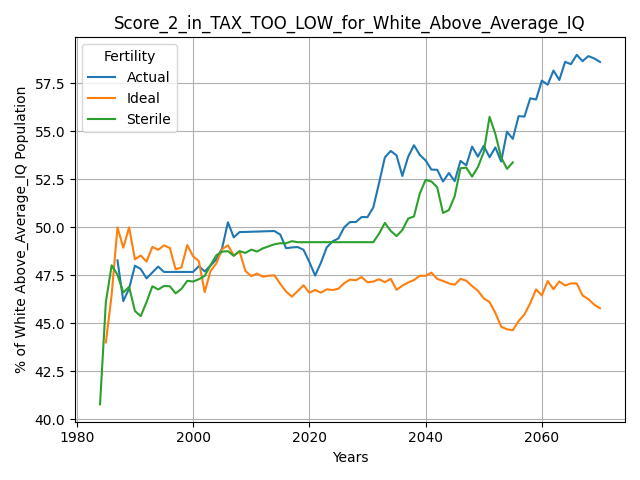 Score_2_in_TAX_TOO_LOW_for_White_Above_Average_IQ
Fertility
Actual
Ideal
Sterile
% of White Above_Average_IQ Population
57.5
55.0
52.5
50.0
47.5
45.0
42.5
40.0
1980 2000 2020 2040 2060
Years